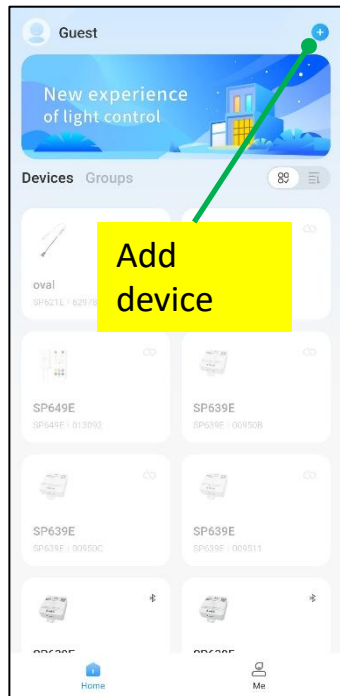 Guest
New experience
of light control
Devices Groups
Add
device
oval
SP621E
SP649E
SP649E | 013092
SP639E
SP639E | 00950B
SP639E
SP639E | 00950C
SP639E
SP639E | 009511
Home
Me